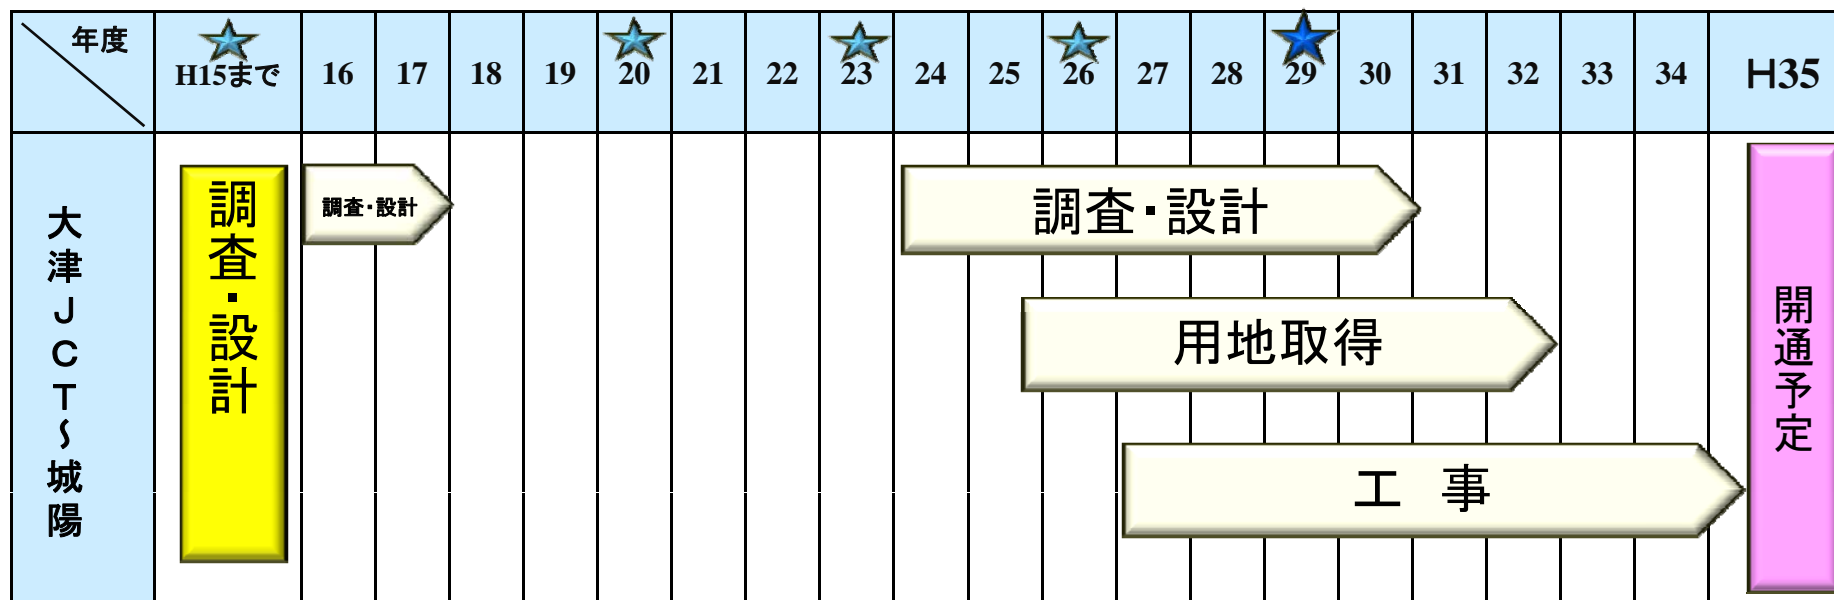 年度
H15まで 16 17 18 19 20 21 22 23 24 25 26 27 28 29 30 31 32 33 34 H35
大津JCT~城陽
調査・設計
調査・設計
調査・設計
用地取得
工 事
開通予定